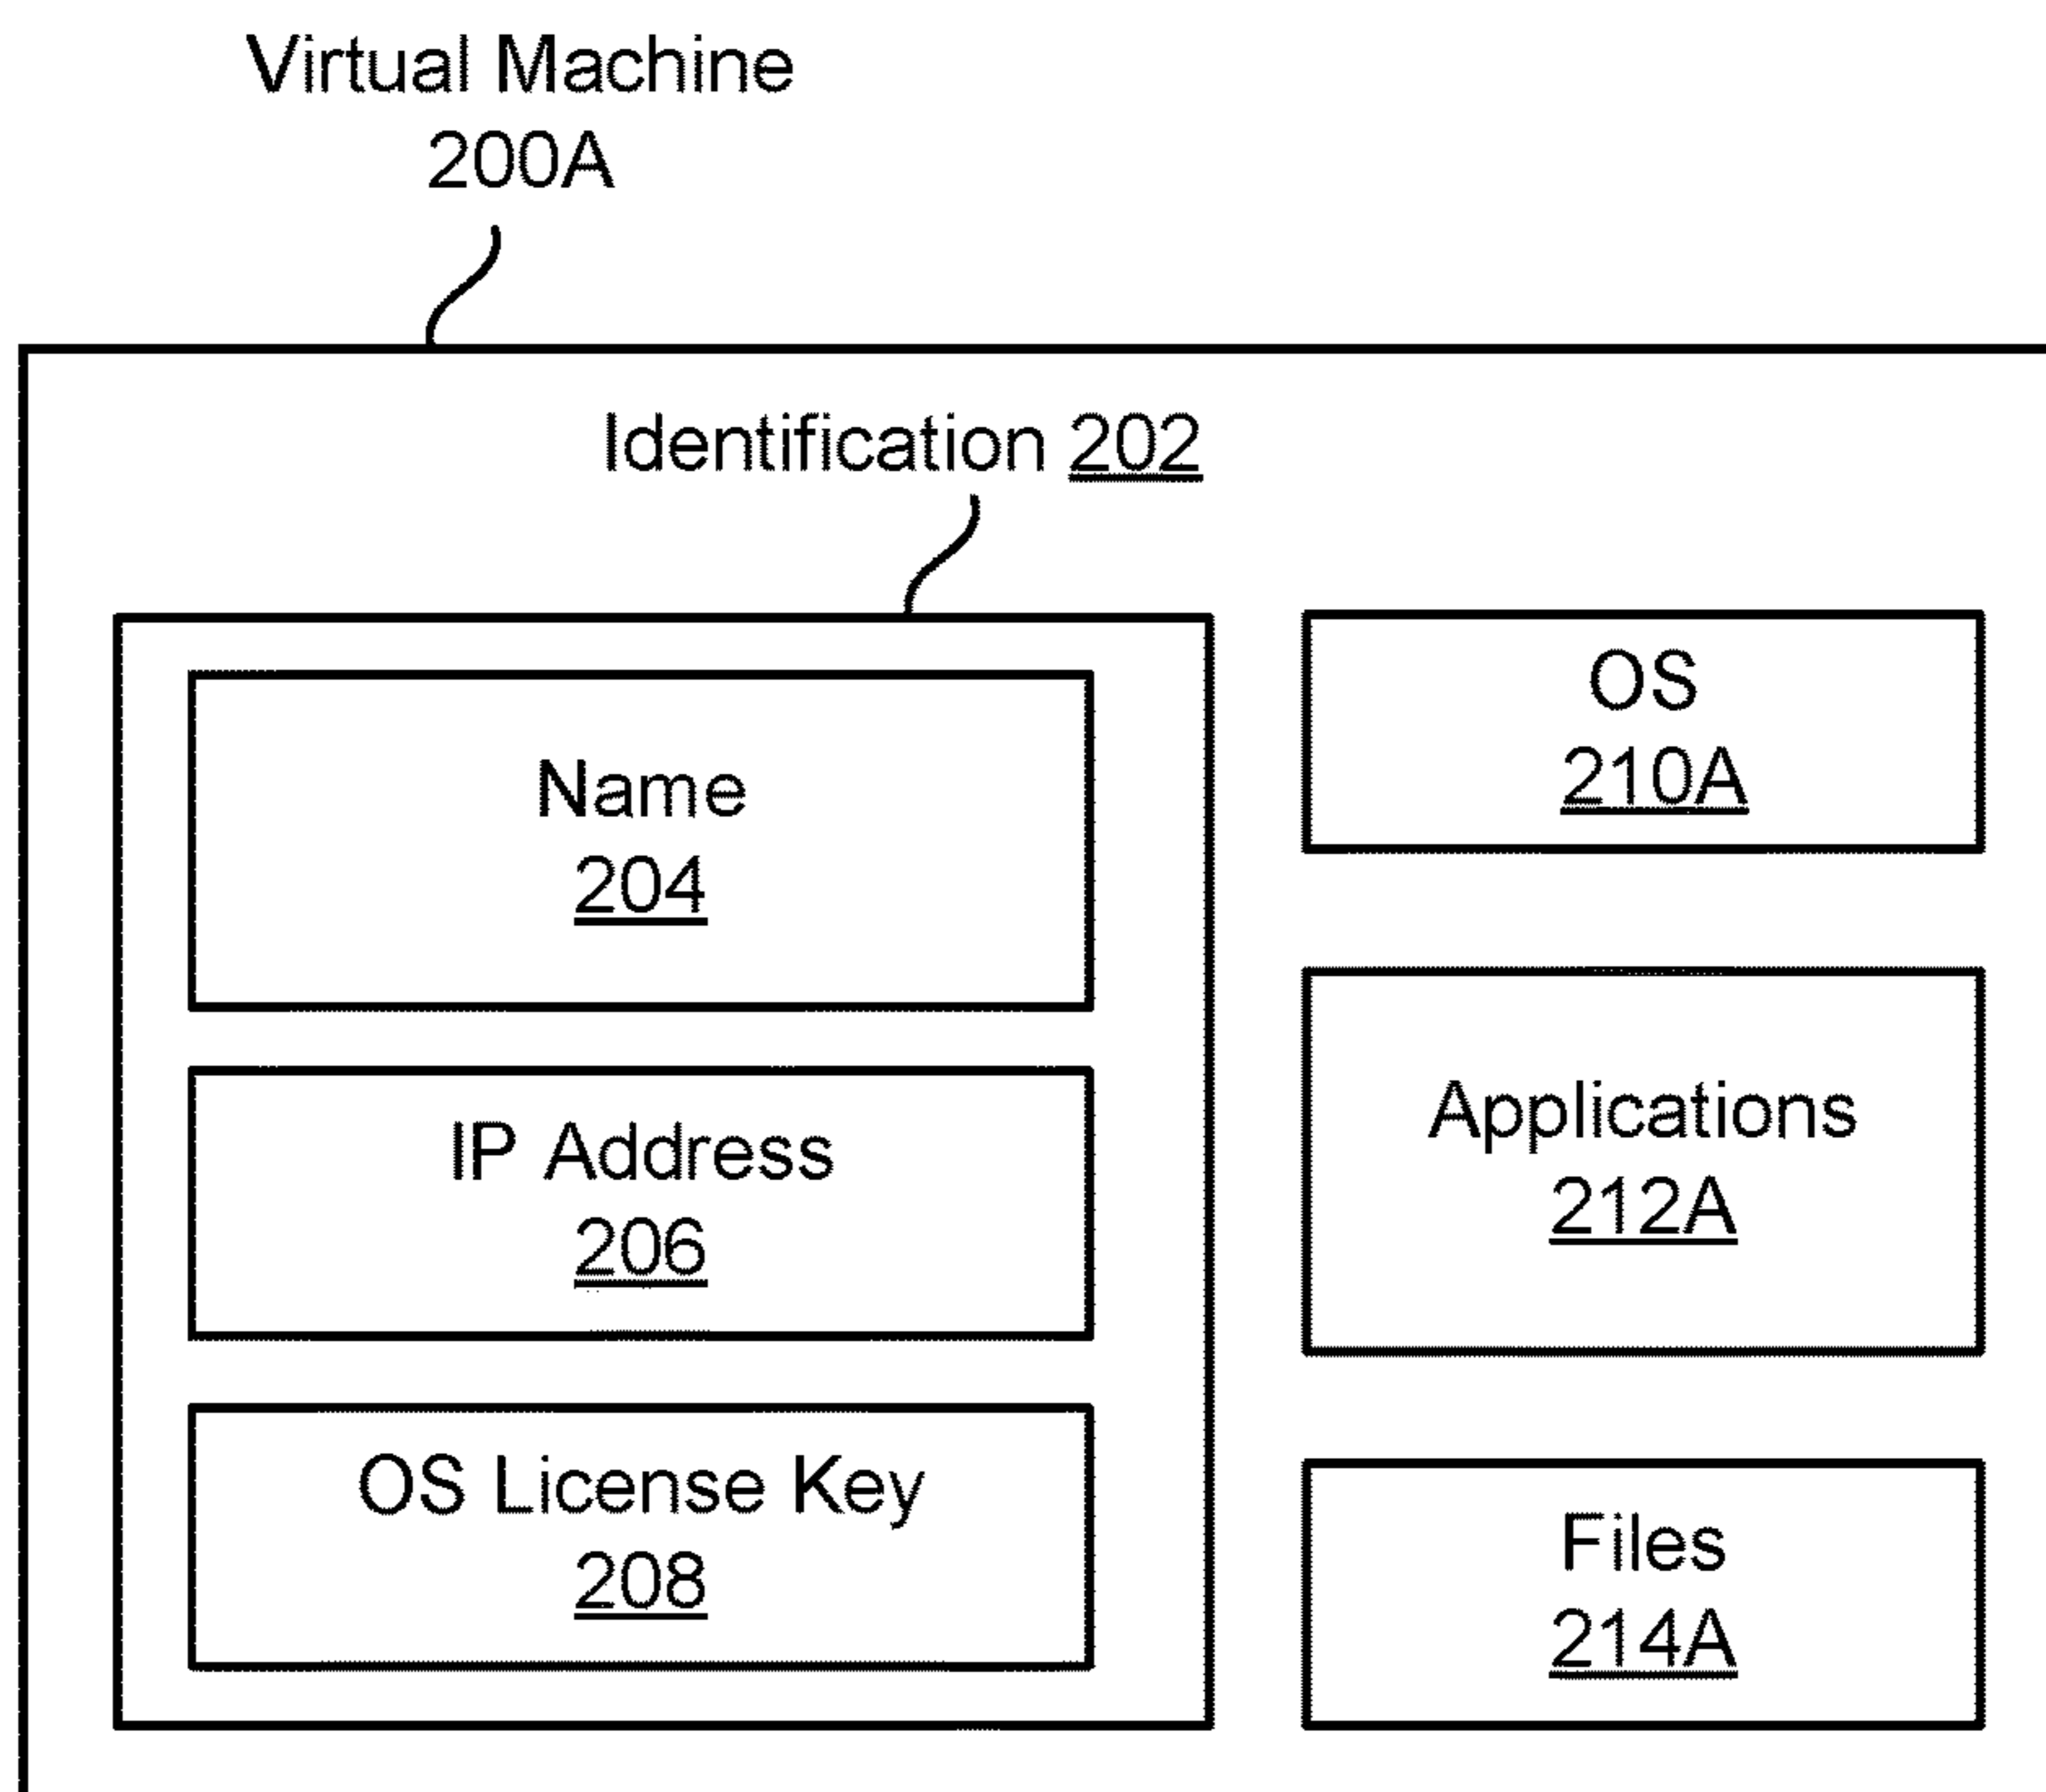 Virtual Machine
200A
Identification 202
Name
204
IP Address
206
OS License Key
208
OS
210A
Applications
212A
Files
214A